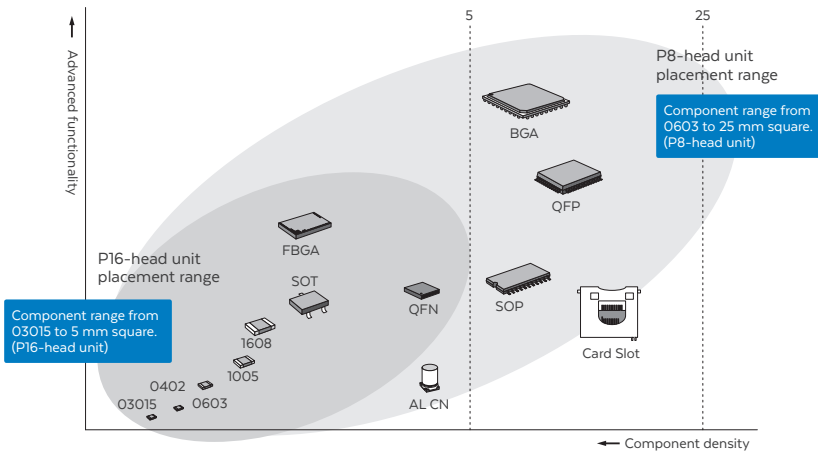 5
25
Advanced functionality
P8-head unit
placement range
Component range from
0603 to 25 mm square.
(P8-head unit)
BGA
QFP
FBGA
P16-head unit
placement range
SOT
QFN
SOP
Component range from
03015 to 5 mm square.
(P16-head unit)
1608
Card Slot
1005
0402
0603
03015
AL CN
Component density